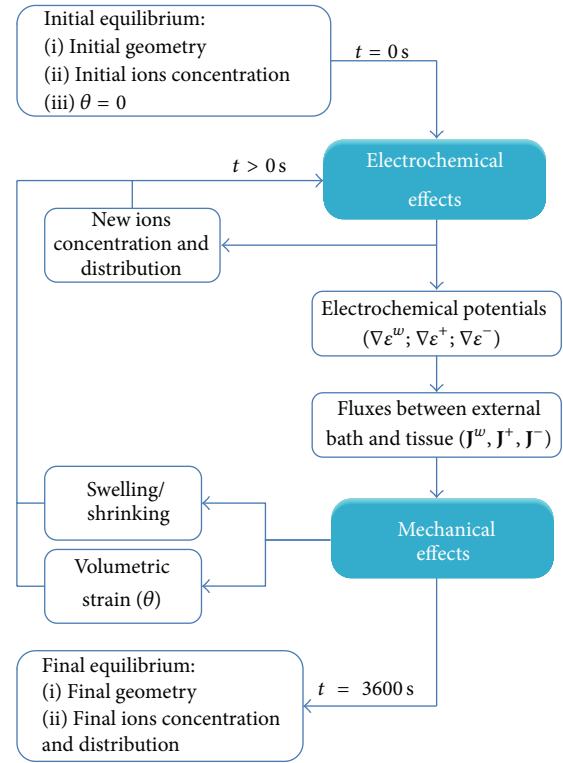 Initial equilibrium:
(i) Initial geometry
(ii) Initial ions concentration
(iii) θ = 0
t = 0 s
Electrochemical
effects
t > 0 s
New ions
concentration and
distribution
Electrochemical potentials
(∇ε^w; ∇ε^+; ∇ε^−)
Fluxes between external
bath and tissue (J^w, J^+, J^−)
Swelling/
shrinking
Mechanical
effects
Volumetric
strain (θ)
Final equilibrium:
(i) Final geometry
(ii) Final ions concentration
and distribution
t = 3600 s